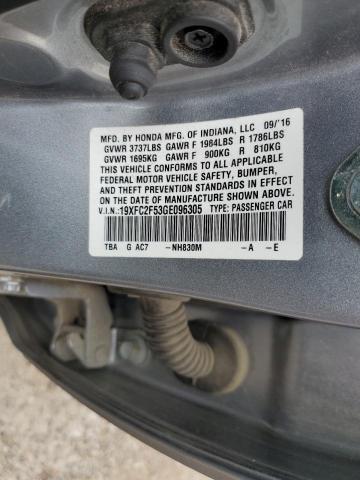 MFD. BY HONDA MFG. OF INDIANA, LLC 09/'16
GVWR 3737LBS GAWR F 1984LBS R 1786LBS
GVWR 1695KG GAWR F 900KG R 810KG
THIS VEHICLE CONFORMS TO ALL APPLICABLE
FEDERAL MOTOR VEHICLE SAFETY, BUMPER,
AND THEFT PREVENTION STANDARDS IN EFFECT
ON THE DATE OF MANUFACTURE SHOWN ABOVE.
V.I.N.: 19XFC2F53GE096305 TYPE: PASSENGER CAR
TBA G AC7 -NH830M -A -E